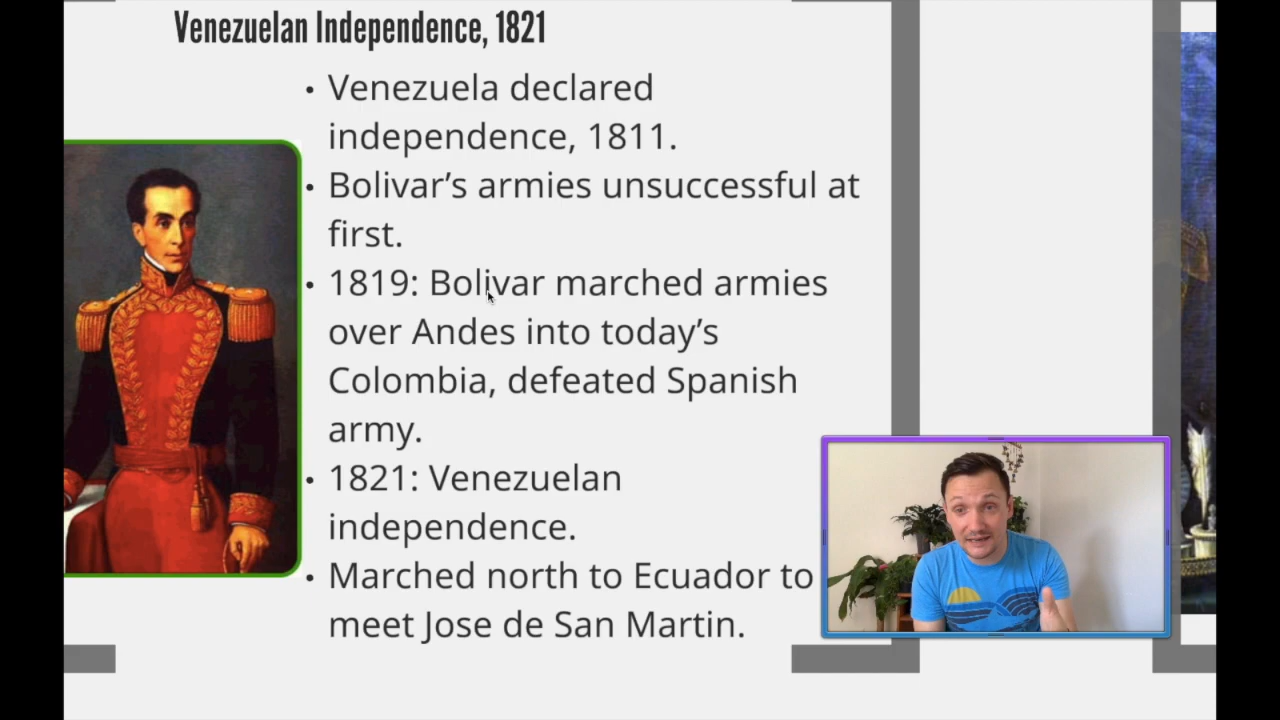 Venezuelan Independence, 1821
• Venezuela declared
independence, 1811.
• Bolivar’s armies unsuccessful at
first.
• 1819: Bolivar marched armies
over Andes into today’s
Colombia, defeated Spanish
army.
• 1821: Venezuelan
independence.
• Marched north to Ecuador to
meet Jose de San Martin.